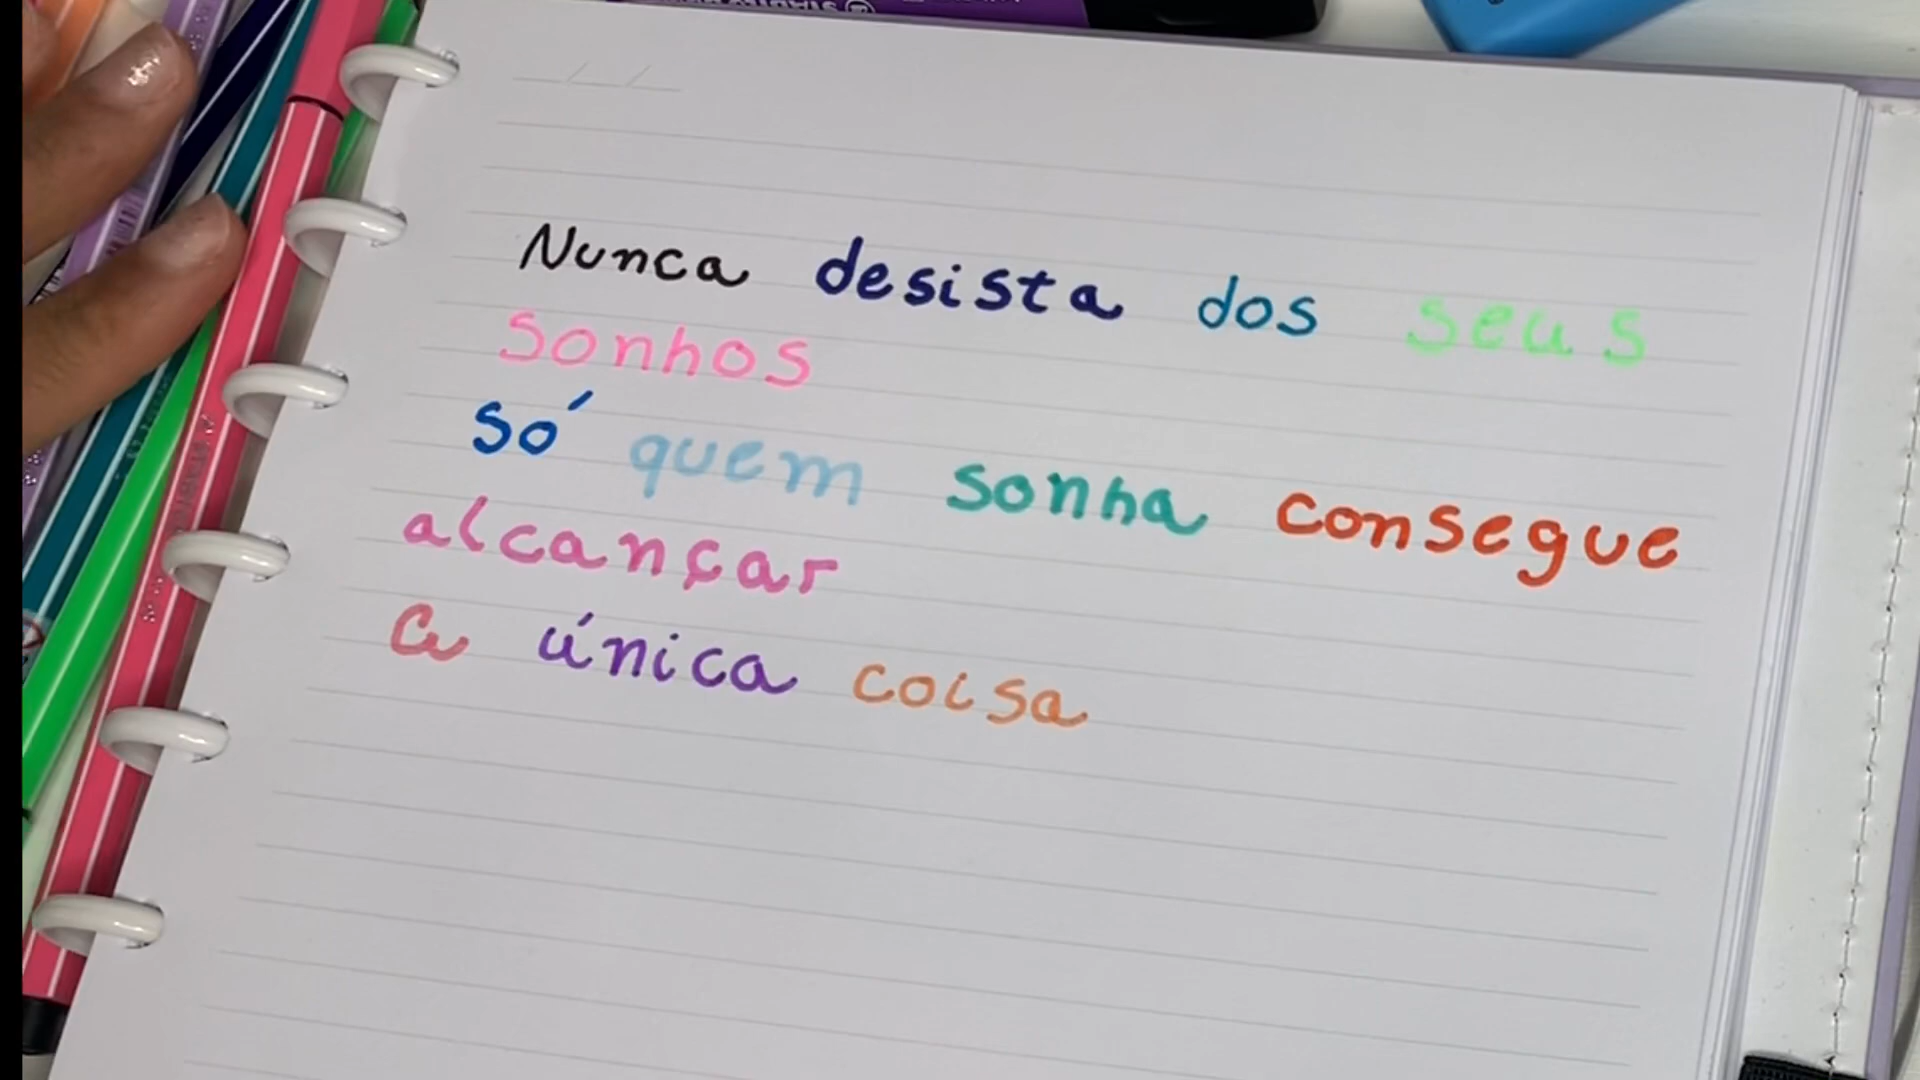 Nunca desista dos seus
sonhos
só quem sonha consegue
alcançar
a única coisa